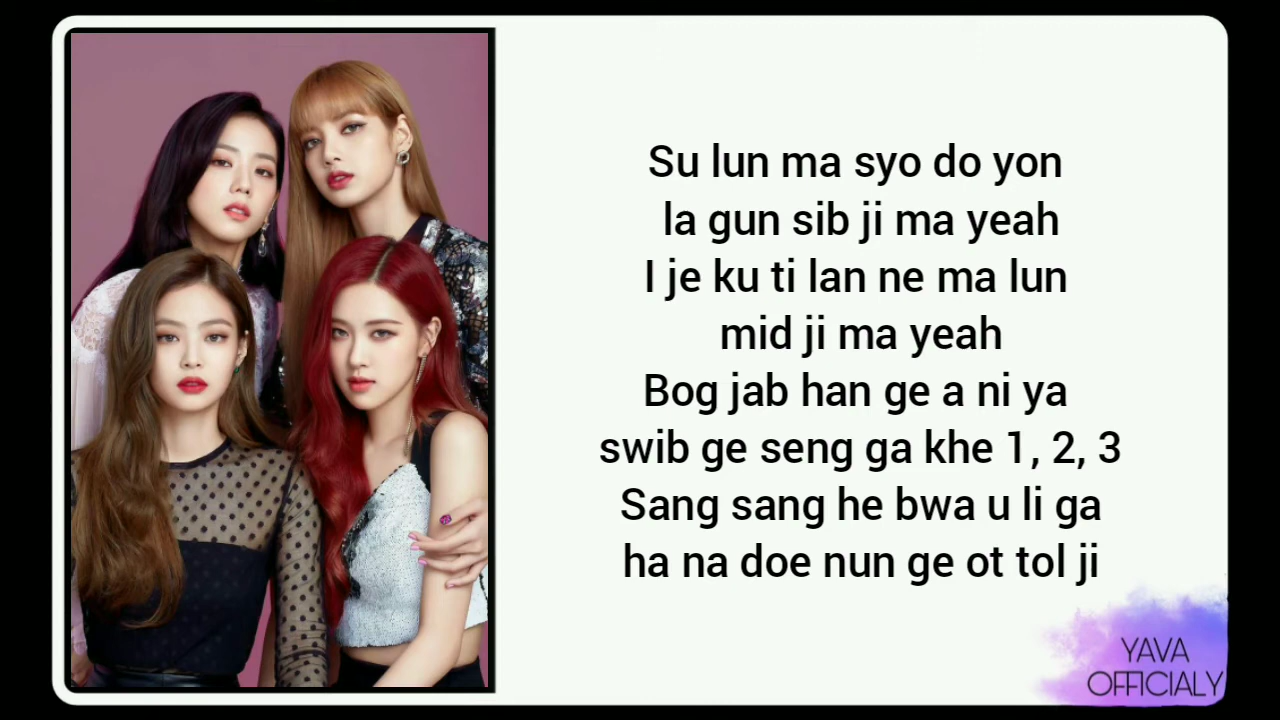 Su lun ma syo do yon
la gun sib ji ma yeah
I je ku ti lan ne ma lun
mid ji ma yeah
Bog jab han ge a ni ya
swib ge seng ga khe 1, 2, 3
Sang sang he bwa u li ga
ha na doe nun ge ot tol ji
YAVA
OFFICIALY